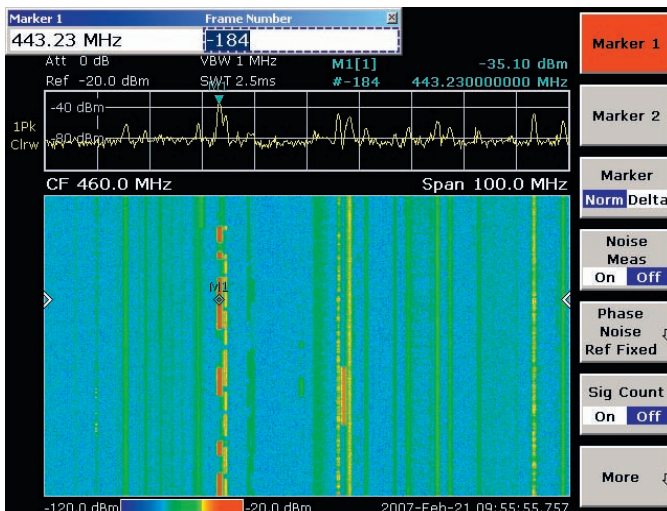 Marker 1 Frame Number
443.23 MHz -184
Att 0 dB VBW 1 MHz M1[1] -35.10 dBm
Ref -20.0 dBm SWT 2.5ms #-184 443.230000000 MHz
M1
-40 dBm
1Pk
Clrw
-80 dBm
CF 460.0 MHz Span 100.0 MHz
M1
-120.0 dBm -20.0 dBm 2007-Feb-21 09:55:55.757
Marker 1
Marker 2
Marker
Norm Delta
Noise
Meas
On Off
Phase
Noise
Ref Fixed
Sig Count
On Off
More